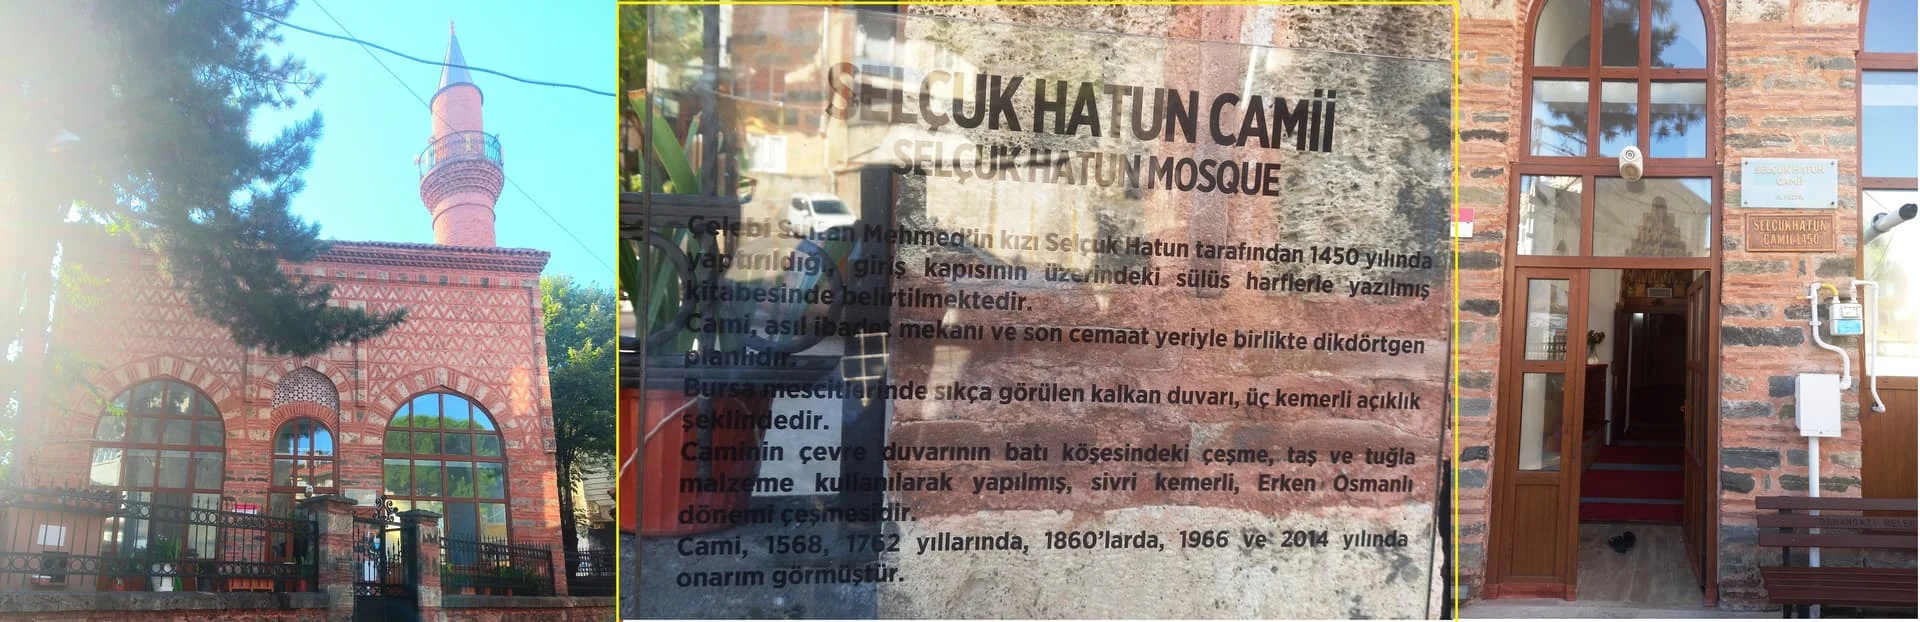 SELÇUK HATUN CAMİİ
SELÇUK HATUN MOSQUE
Çelebi Sultan Mehmed'in kızı Selçuk Hatun tarafından 1450 yılında
yaptırıldığı, giriş kapısının üzerindeki sülüs harflerle yazılmış
kitabesinde belirtilmektedir.
Cami, asıl ibadet mekanı ve son cemaat yeriyle birlikte dikdörtgen
planlıdır.
Bursa mescitlerinde sıkça görülen kalkan duvarı, üç kemerli açıklık
şeklindedir.
Caminin çevre duvarının batı köşesindeki çeşme, taş ve tuğla
malzeme kullanılarak yapılmış, sivri kemerli, Erken Osmanlı
dönemi çeşmesidir.
Cami, 1568, 1762 yıllarında, 1860'larda, 1966 ve 2014 yılında
onarım görmüştür.
SELÇUK HATUN
CAMİİ
SELÇUKHATUN
CAMİİ 1450